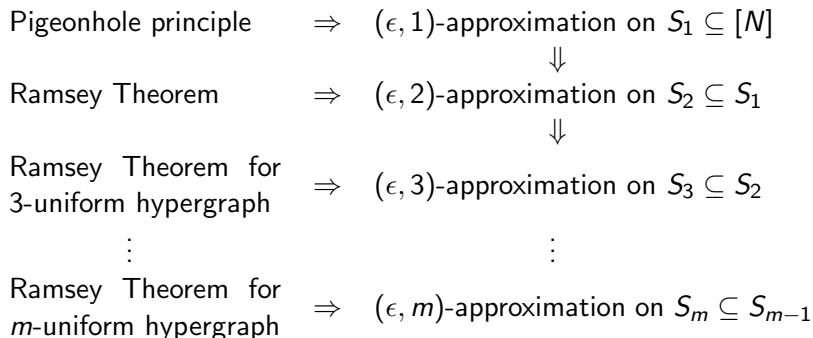 Pigeonhole principle ⇒ (ϵ, 1)-approximation on S₁ ⊆ [N]
⇓
Ramsey Theorem ⇒ (ϵ, 2)-approximation on S₂ ⊆ S₁
⇓
Ramsey Theorem for
3-uniform hypergraph ⇒ (ϵ, 3)-approximation on S₃ ⊆ S₂
⋮ ⋮
Ramsey Theorem for
m-uniform hypergraph ⇒ (ϵ, m)-approximation on Sₘ ⊆ Sₘ₋₁